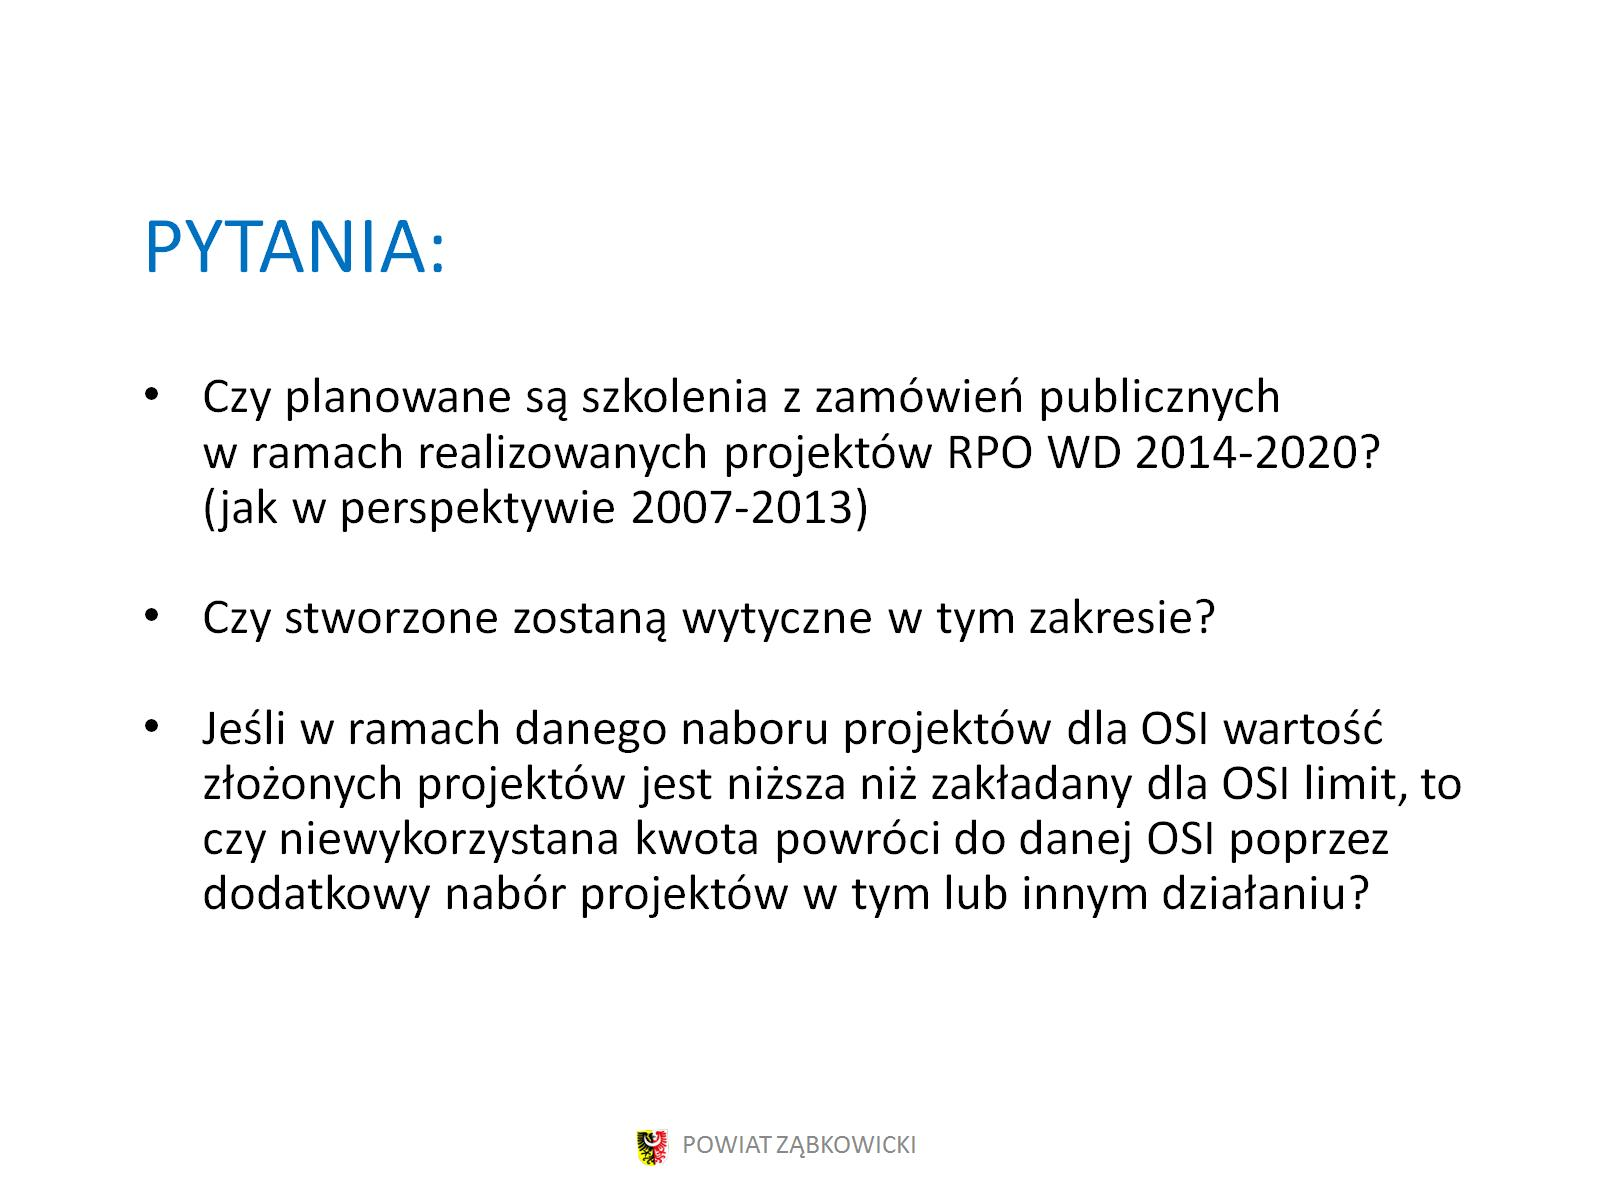 PYTANIA:
• Czy planowane są szkolenia z zamówień publicznych
w ramach realizowanych projektów RPO WD 2014-2020?
(jak w perspektywie 2007-2013)
• Czy stworzone zostaną wytyczne w tym zakresie?
• Jeśli w ramach danego naboru projektów dla OSI wartość
złożonych projektów jest niższa niż zakładany dla OSI limit, to
czy niewykorzystana kwota powróci do danej OSI poprzez
dodatkowy nabór projektów w tym lub innym działaniu?
POWIAT ZĄBKOWICKI